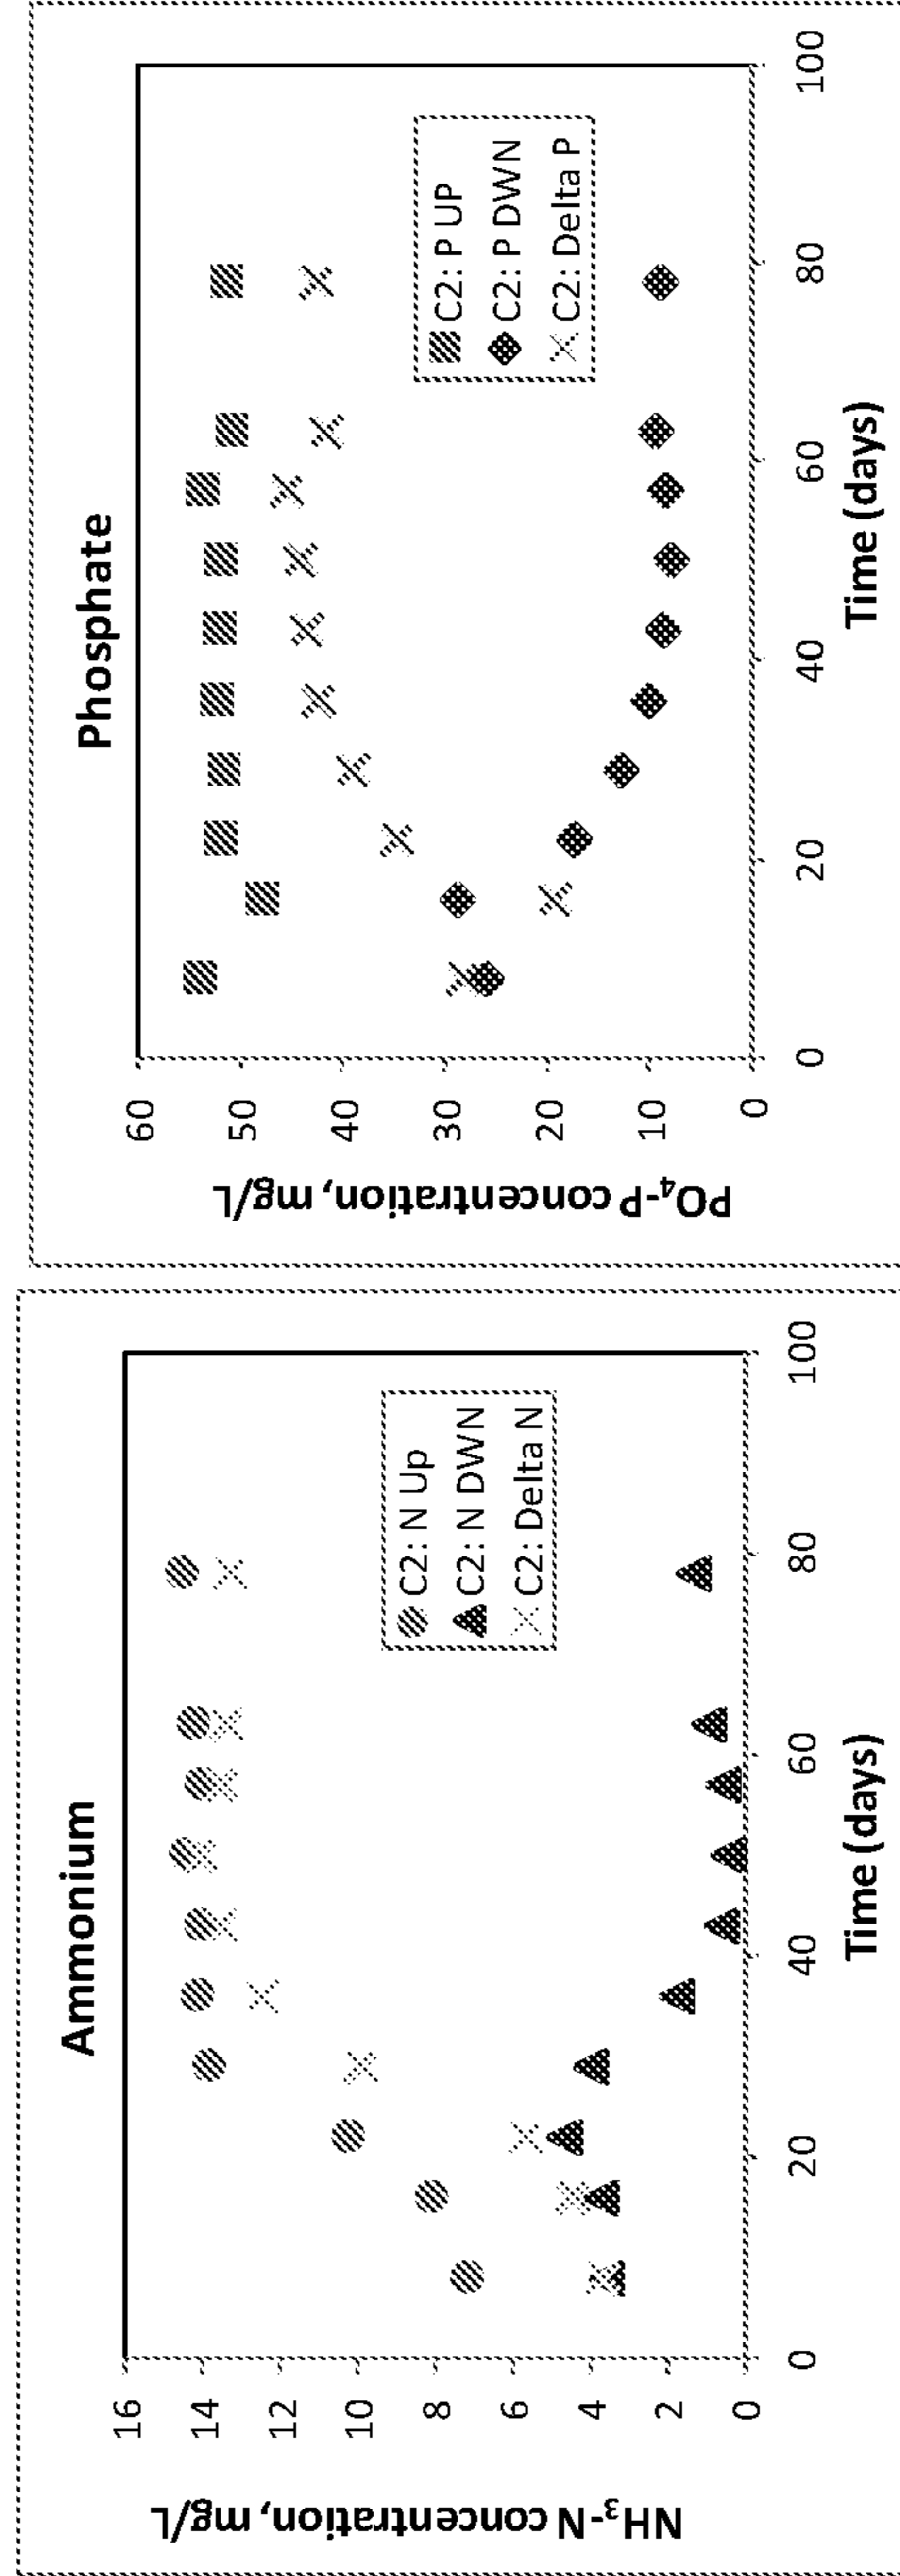 Ammonium
NH₃-N concentration, mg/L
16
14
12
10
8
6
4
2
0
0 20 40 60 80 100
Time (days)
C2: N Up
C2: N DWN
C2: Delta N
Phosphate
PO₄-P concentration, mg/L
60
50
40
30
20
10
0
0 20 40 60 80 100
Time (days)
C2: P UP
C2: P DWN
C2: Delta P